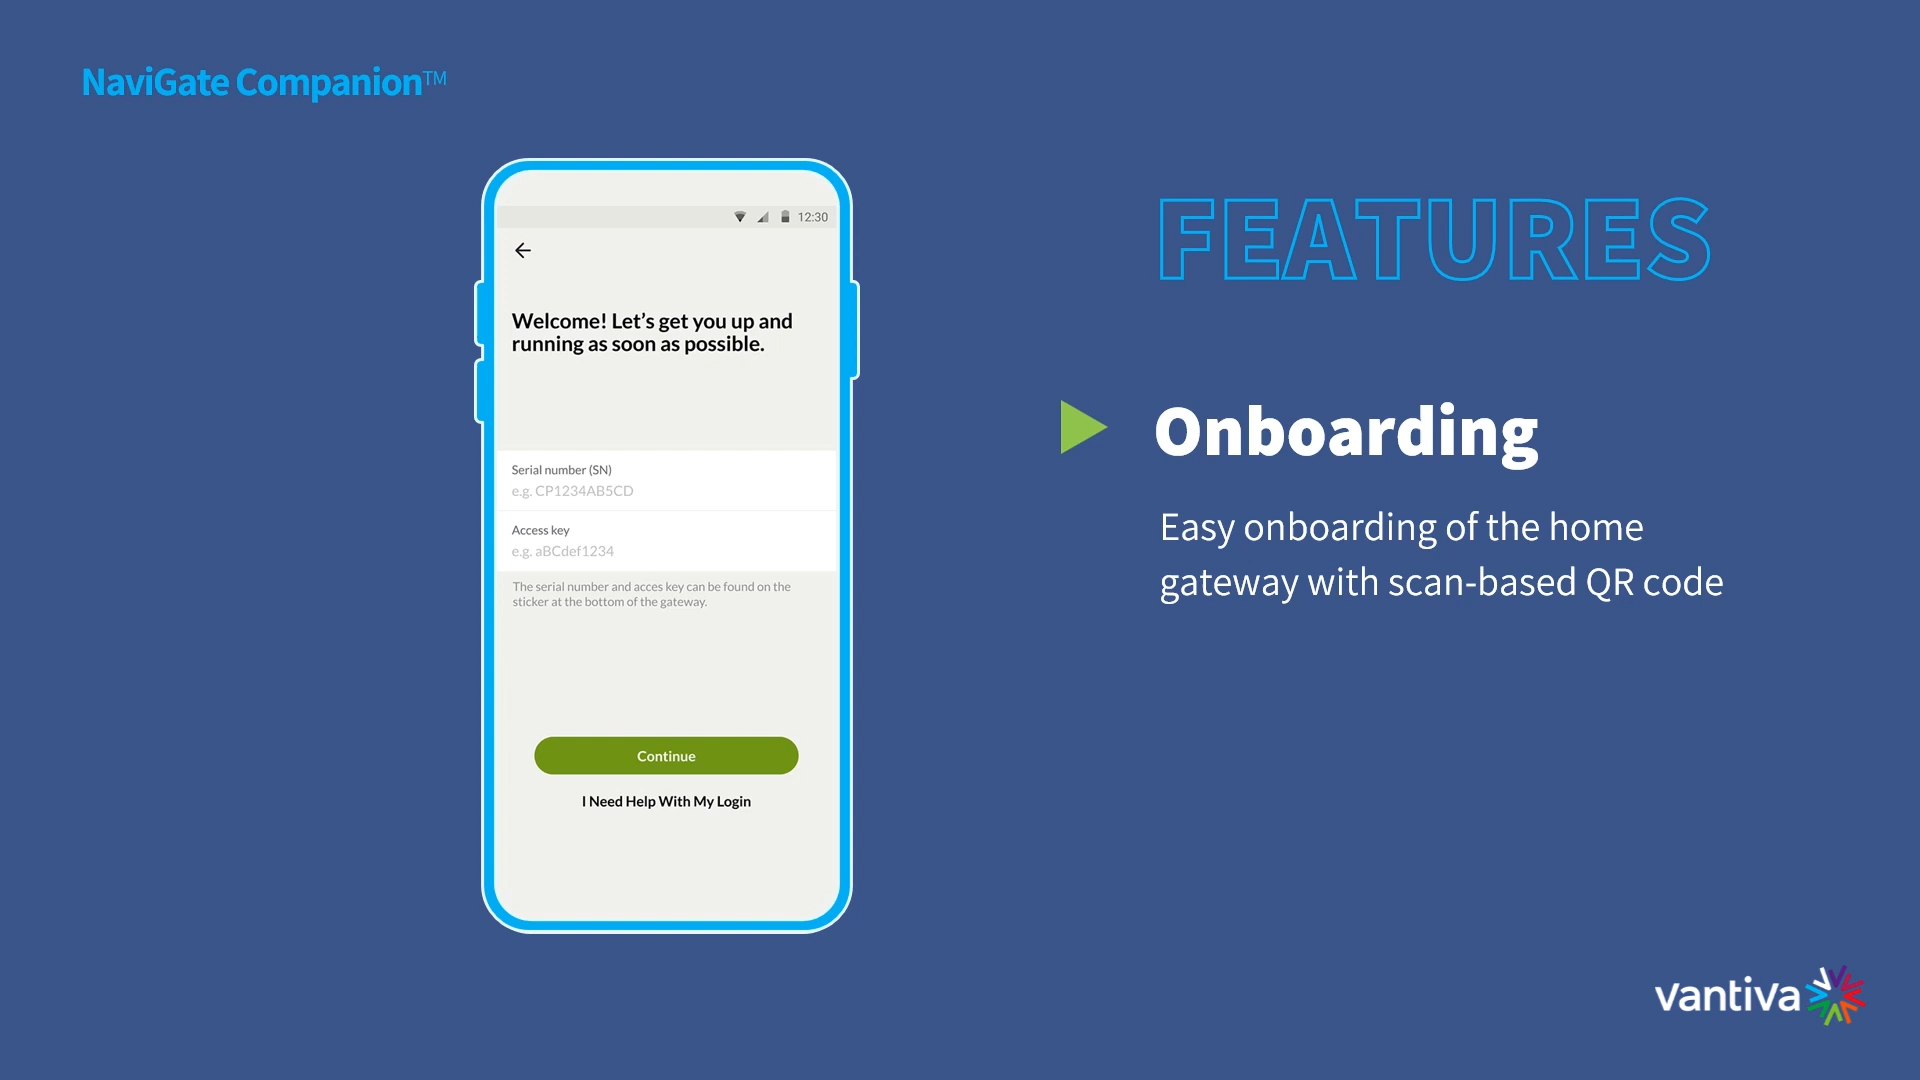 NaviGate Companion™
12:30
Welcome! Let’s get you up and
running as soon as possible.
Serial number (SN)
e.g. CP1234AB5CD
Access key
e.g. aBCdef1234
The serial number and acces key can be found on the
sticker at the bottom of the gateway.
Continue
I Need Help With My Login
FEATURES
Onboarding
Easy onboarding of the home
gateway with scan-based QR code
vantiva